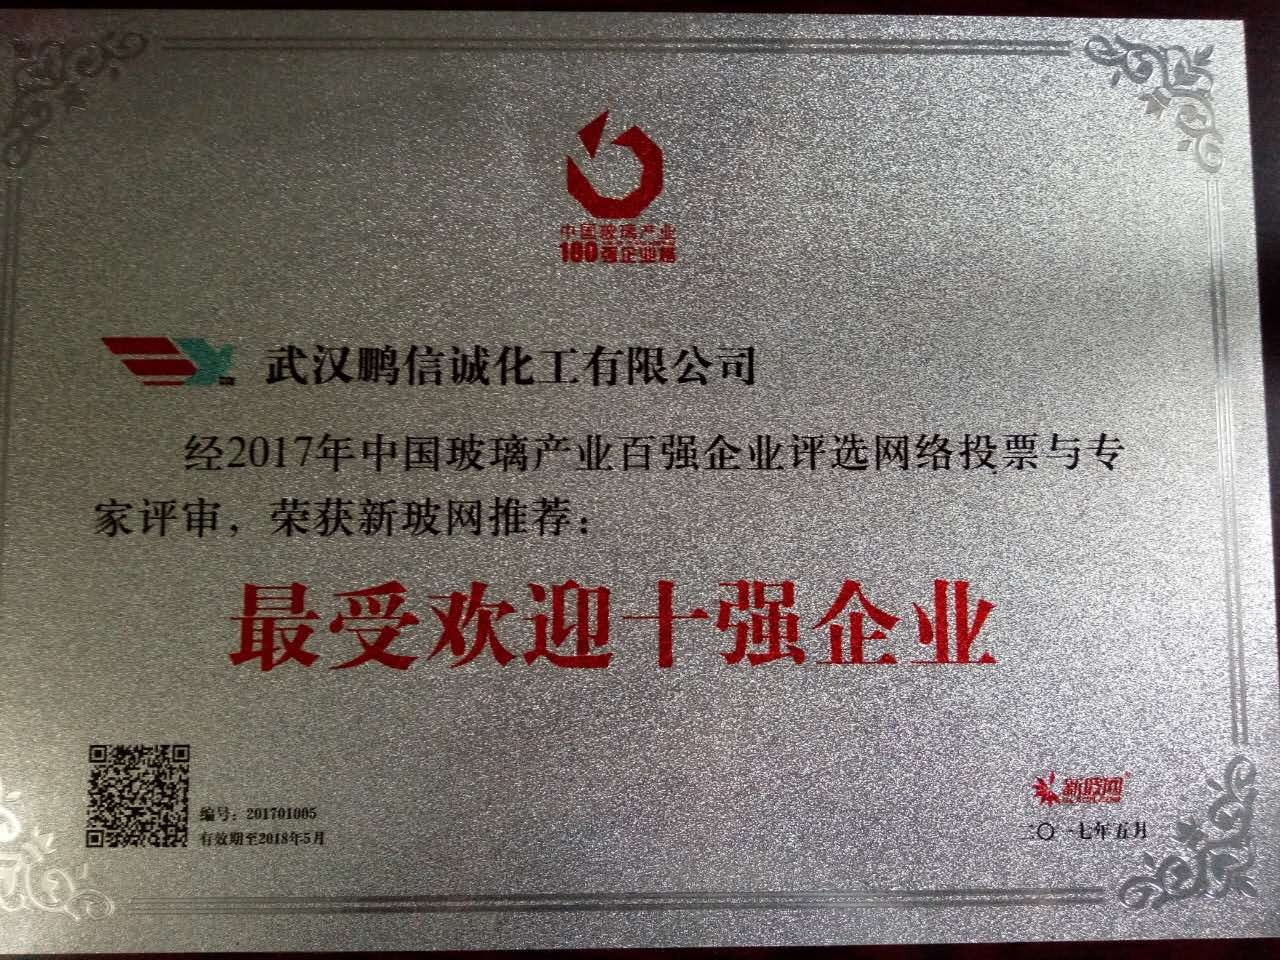 中国玻璃产业
100强企业榜
武汉鹏信诚化工有限公司
经2017年中国玻璃产业百强企业评选网络投票与专
家评审，荣获新玻网推荐：
最受欢迎十强企业
编号：201701005
有效期至2018年5月
新玻网
二〇一七年五月